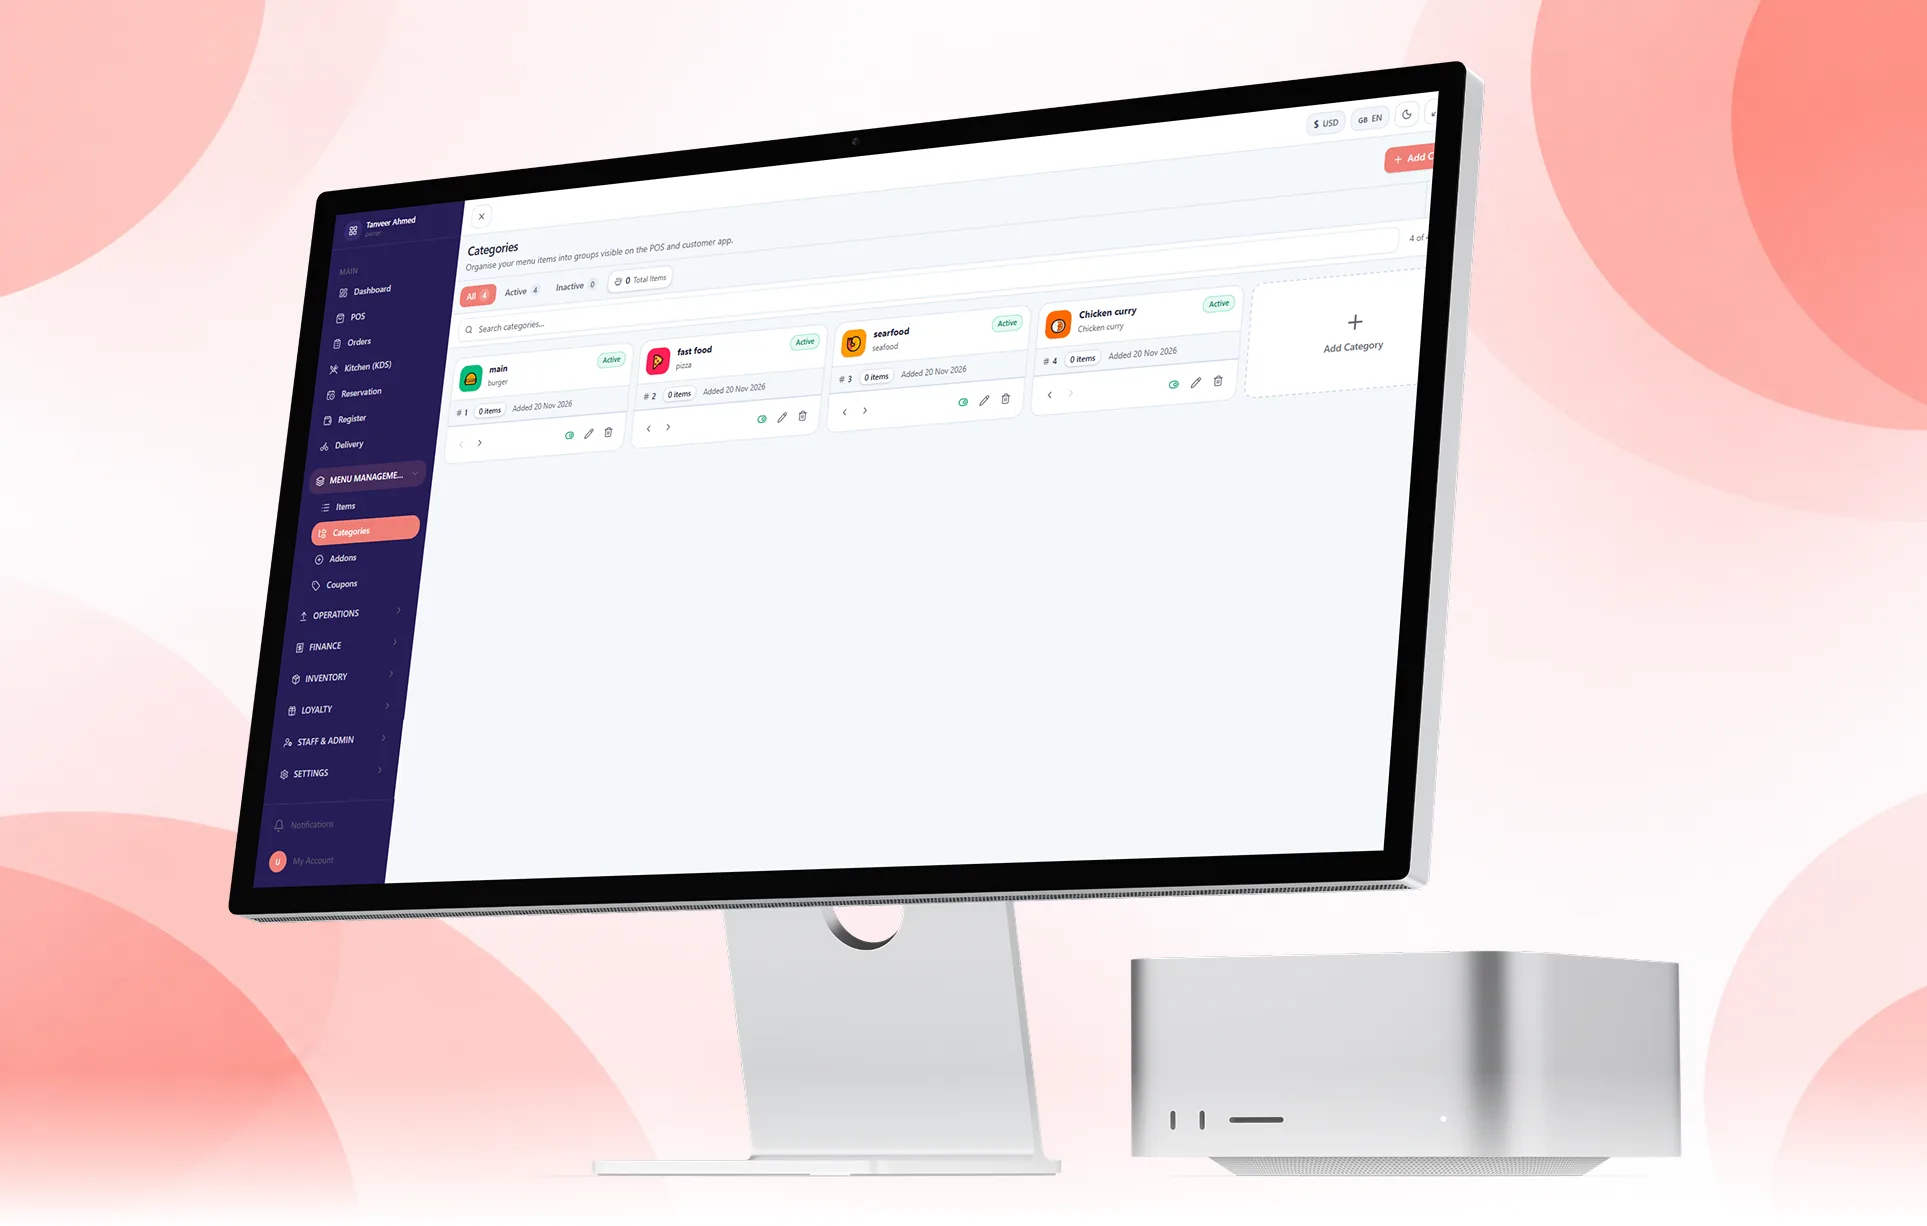 Tanveer Ahmed
owner
MAIN
Dashboard
POS
Orders
Kitchen (KDS)
Reservation
Register
Delivery
MENU MANAGEME...
Items
Categories
Addons
Coupons
OPERATIONS
FINANCE
INVENTORY
LOYALTY
STAFF & ADMIN
SETTINGS
Notifications
U My Account
$ USD
GB EN
+ Add C
Categories
Organise your menu items into groups visible on the POS and customer app.
All 4 Active 4 Inactive 0 0 Total Items
Search categories...
4 of
main
burger
Active
# 1 0 items Added 20 Nov 2026
fast food
pizza
Active
# 2 0 items Added 20 Nov 2026
searfood
seafood
Active
# 3 0 items Added 20 Nov 2026
Chicken curry
Chicken curry
Active
# 4 0 items Added 20 Nov 2026
Add Category